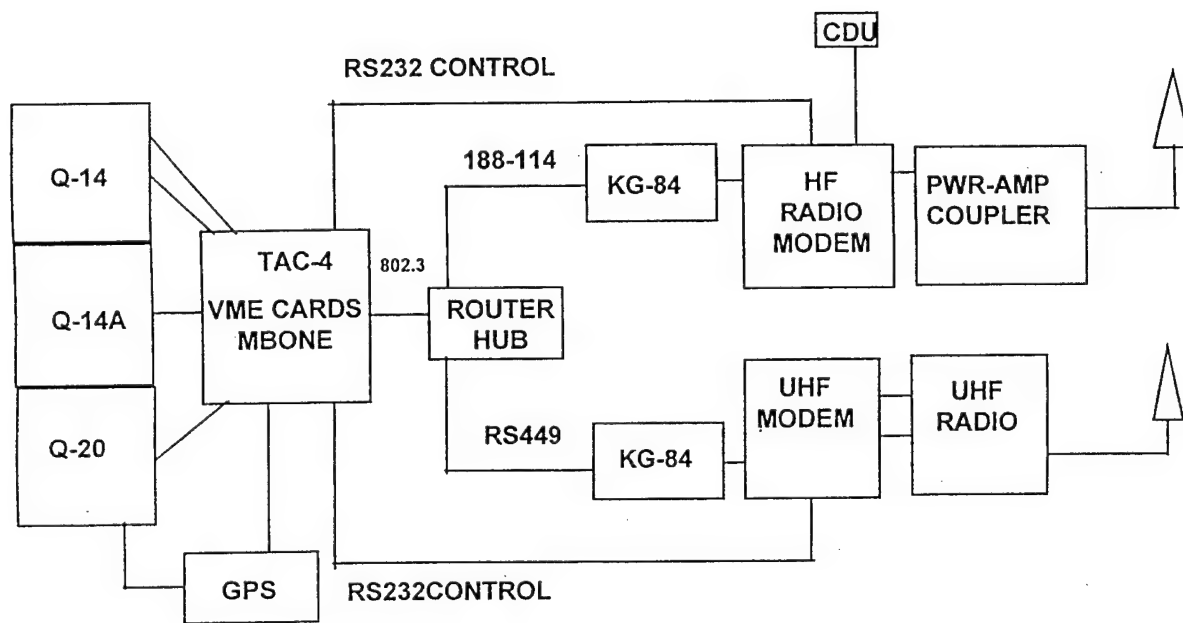 CDU
RS232 CONTROL
Q-14
188-114
KG-84
HF
RADIO
MODEM
PWR-AMP
COUPLER
TAC-4
VME CARDS
MBONE
802.3
ROUTER
HUB
Q-14A
Q-20
RS449
KG-84
UHF
MODEM
UHF
RADIO
GPS
RS232CONTROL